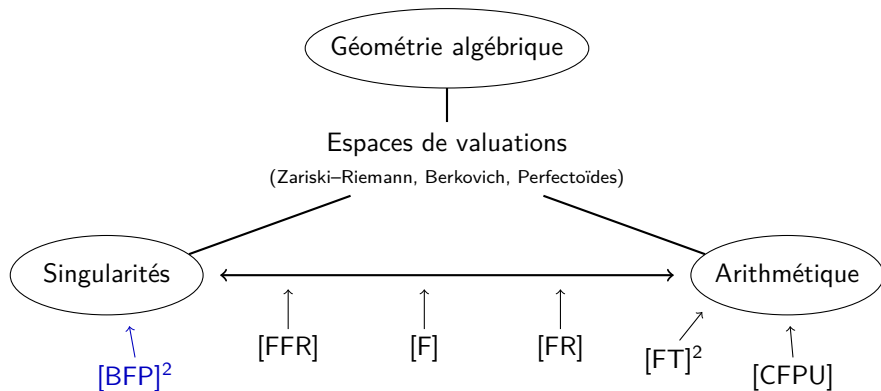 Géométrie algébrique
Espaces de valuations
(Zariski–Riemann, Berkovich, Perfectoïdes)
Singularités
Arithmétique
[FFR]
[F]
[FR]
[FT]²
[BFP]²
[CFPU]